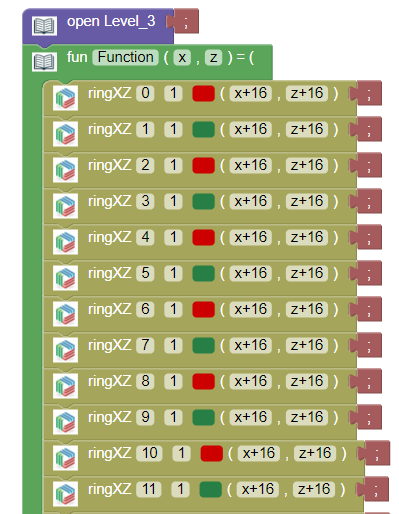 open Level_3 ;
fun Function ( x , z ) = (
ringXZ 0 1 ( x+16 , z+16 ) ;
ringXZ 1 1 ( x+16 , z+16 ) ;
ringXZ 2 1 ( x+16 , z+16 ) ;
ringXZ 3 1 ( x+16 , z+16 ) ;
ringXZ 4 1 ( x+16 , z+16 ) ;
ringXZ 5 1 ( x+16 , z+16 ) ;
ringXZ 6 1 ( x+16 , z+16 ) ;
ringXZ 7 1 ( x+16 , z+16 ) ;
ringXZ 8 1 ( x+16 , z+16 ) ;
ringXZ 9 1 ( x+16 , z+16 ) ;
ringXZ 10 1 ( x+16 , z+16 ) ;
ringXZ 11 1 ( x+16 , z+16 ) ;